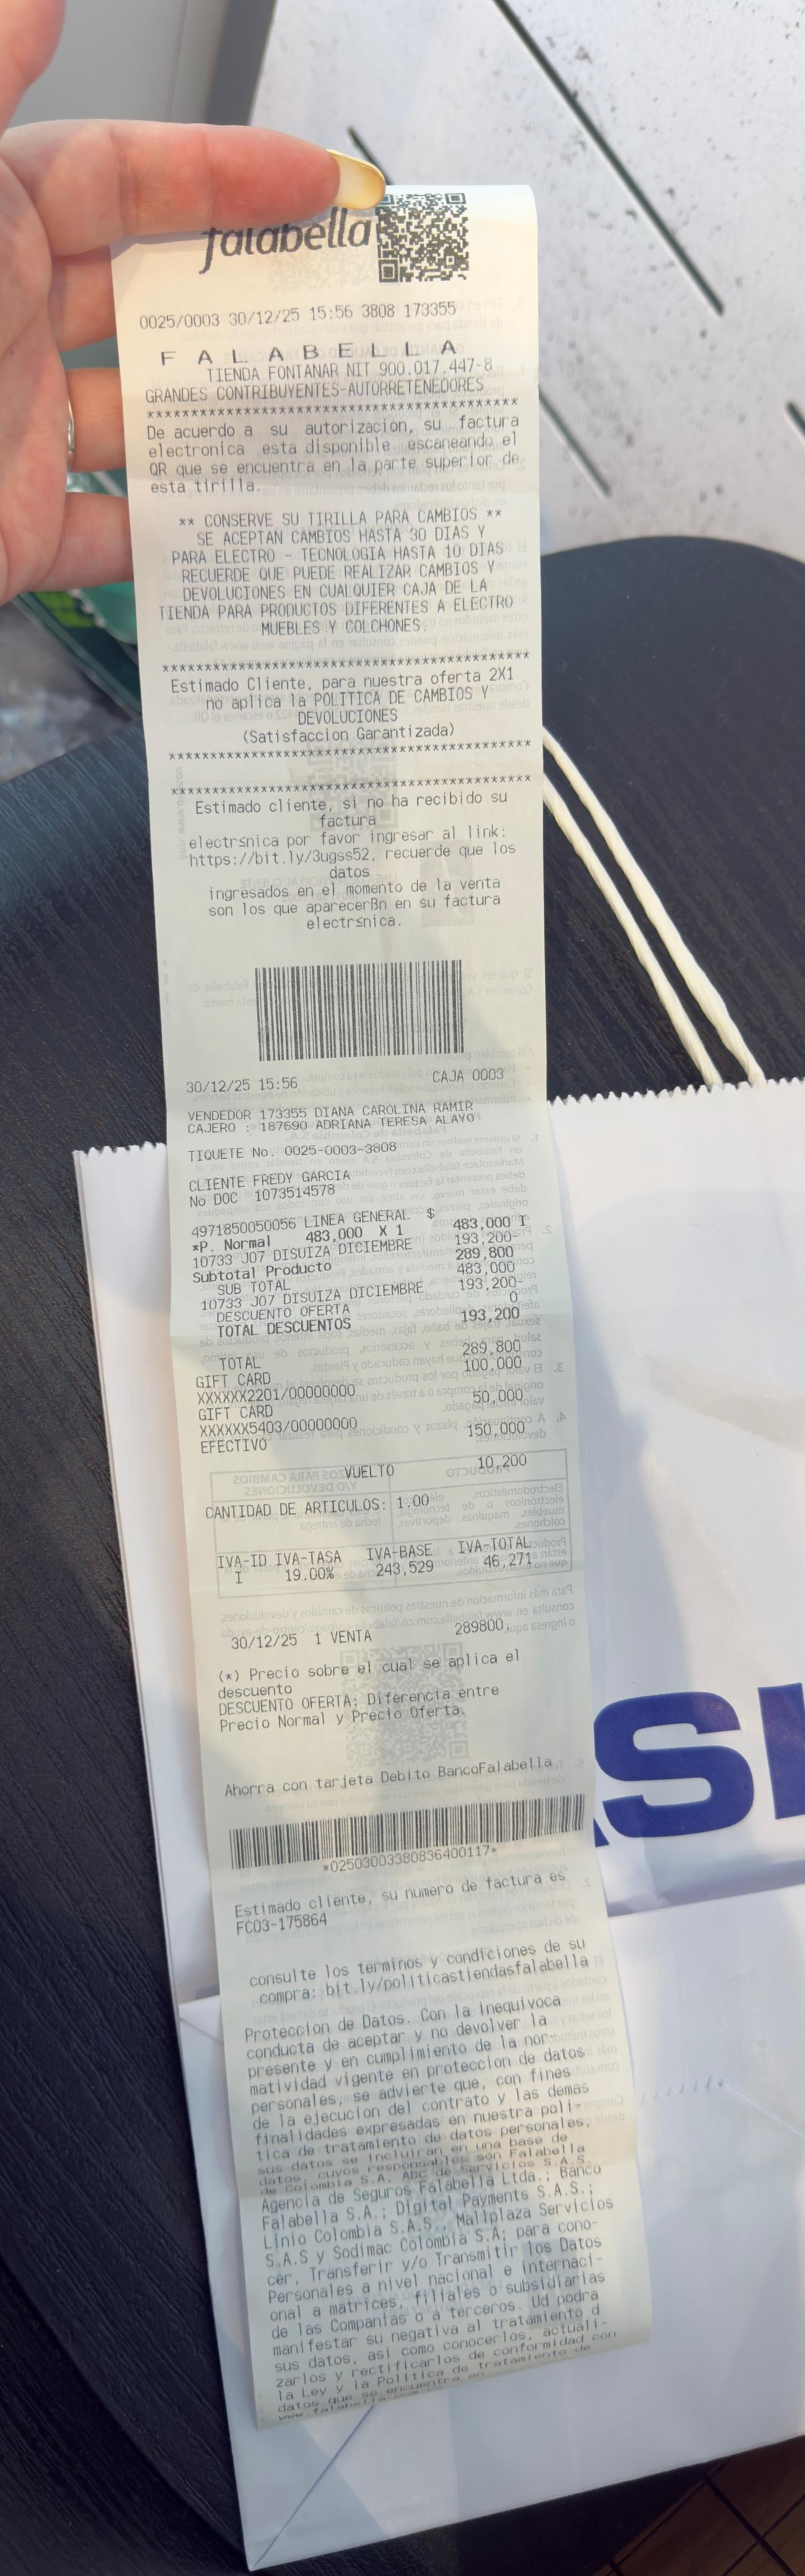 falabella
0025/0003 30/12/25 15:56 3808 173355
F A L A B E L L A
TIENDA FONTANAR NIT 900.017.447-8
GRANDES CONTRIBUYENTES-AUTORRETENEDORES
****************************************
De acuerdo a su autorizacion, su factura
electronica esta disponible escaneando el
QR que se encuentra en la parte superior de
esta tirilla.
** CONSERVE SU TIRILLA PARA CAMBIOS **
SE ACEPTAN CAMBIOS HASTA 30 DIAS Y
PARA ELECTRO - TECNOLOGIA HASTA 10 DIAS
RECUERDE QUE PUEDE REALIZAR CAMBIOS Y
DEVOLUCIONES EN CUALQUIER CAJA DE LA
TIENDA PARA PRODUCTOS DIFERENTES A ELECTRO
MUEBLES Y COLCHONES.
****************************************
Estimado Cliente, para nuestra oferta 2X1
no aplica la POLITICA DE CAMBIOS Y
DEVOLUCIONES
(Satisfaccion Garantizada)
****************************************
****************************************
Estimado cliente, si no ha recibido su
factura
electr≤nica por favor ingresar al link:
https://bit.ly/3ugss52, recuerde que los
datos
ingresados en el momento de la venta
son los que aparecerßn en su factura
electr≤nica.
30/12/25 15:56 CAJA 0003
VENDEDOR 173355 DIANA CAROLINA RAMIR
CAJERO : 187690 ADRIANA TERESA ALAYO
TIQUETE No. 0025-0003-3808
CLIENTE FREDY GARCIA
No DOC 1073514578
4971850050056 LINEA GENERAL $
*P. Normal 483,000 X 1 483,000 I
10733 J07 DISUIZA DICIEMBRE 193,200-
Subtotal Producto 289,800
SUB TOTAL 483,000
10733 J07 DISUIZA DICIEMBRE 193,200-
DESCUENTO OFERTA 0
TOTAL DESCUENTOS 193,200
TOTAL 289,800
GIFT CARD 100,000
XXXXXX2201/00000000
GIFT CARD 50,000
XXXXXX5403/00000000
EFECTIVO 150,000
VUELTO 10,200
CANTIDAD DE ARTICULOS: 1.00
IVA-ID IVA-TASA IVA-BASE IVA-TOTAL
I 19.00% 243,529 46,271
30/12/25 1 VENTA 289800.
(*) Precio sobre el cual se aplica el
descuento
DESCUENTO OFERTA: Diferencia entre
Precio Normal y Precio Oferta.
Ahorra con tarjeta Debito BancoFalabella.
*02503003380836400117*
Estimado cliente, su numero de factura es
FC03-175864
consulte los terminos y condiciones de su
compra: bit.ly/politicastiendasfalabella
Proteccion de Datos. Con la inequivoca
conducta de aceptar y no devolver la
presente y en cumplimiento de la nor-
matividad vigente en proteccion de datos
personales, se advierte que, con fines
de la ejecucion del contrato y las demas
finalidades expresadas en nuestra poli-
tica de tratamiento de datos personales,
sus datos se incluiran en una base de
datos, cuyos responsables son Falabella
de Colombia S.A. ABC de Servicios S.A.S.
Agencia de Seguros Falabella Ltda.; Banco
Falabella S.A.; Digital Payments S.A.S.;
Linio Colombia S.A.S., Mallplaza Servicios
S.A.S y Sodimac Colombia S.A; para cono-
cer, Transferir y/o Transmitir los Datos
Personales a nivel nacional e internaci-
onal a matrices, filiales o subsidiarias
de las Companias o a terceros. Ud podra
manifestar su negativa al tratamiento d
sus datos, asi como conocerlos, actuali-
zarlos y rectificarlos de conformidad con
la Ley y la Politica de tratamiento de
datos que se encuentra en